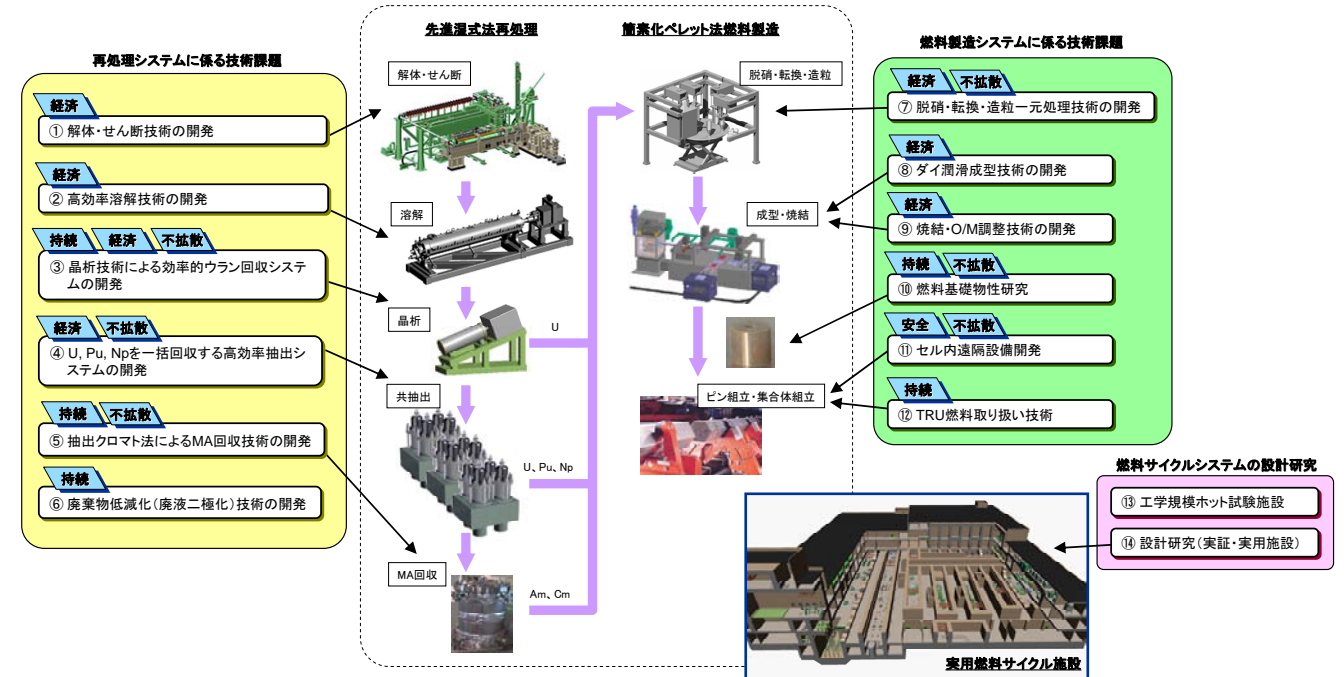 先進湿式法再処理
簡素化ペレット法燃料製造
再処理システムに係る技術課題
経済
① 解体・せん断技術の開発
経済
② 高効率溶解技術の開発
持続 経済 不拡散
③ 晶析技術による効率的ウラン回収システ
ムの開発
経済 不拡散
④ U, Pu, Npを一括回収する高効率抽出シ
ステムの開発
持続 不拡散
⑤ 抽出クロマト法によるMA回収技術の開発
持続
⑥ 廃棄物低減化(廃液二極化)技術の開発
解体・せん断
溶解
晶析
共抽出
MA回収
U
U、Pu、Np
Am、Cm
脱硝・転換・造粒
成型・焼結
ピン組立・集合体組立
燃料製造システムに係る技術課題
経済 不拡散
⑦ 脱硝・転換・造粒一元処理技術の開発
経済
⑧ ダイ潤滑成型技術の開発
経済
⑨ 焼結・O/M調整技術の開発
持続 不拡散
⑩ 燃料基礎物性研究
安全 不拡散
⑪ セル内遠隔設備開発
持続
⑫ TRU燃料取り扱い技術
燃料サイクルシステムの設計研究
⑬ 工学規模ホット試験施設
⑭ 設計研究(実証・実用施設)
実用燃料サイクル施設